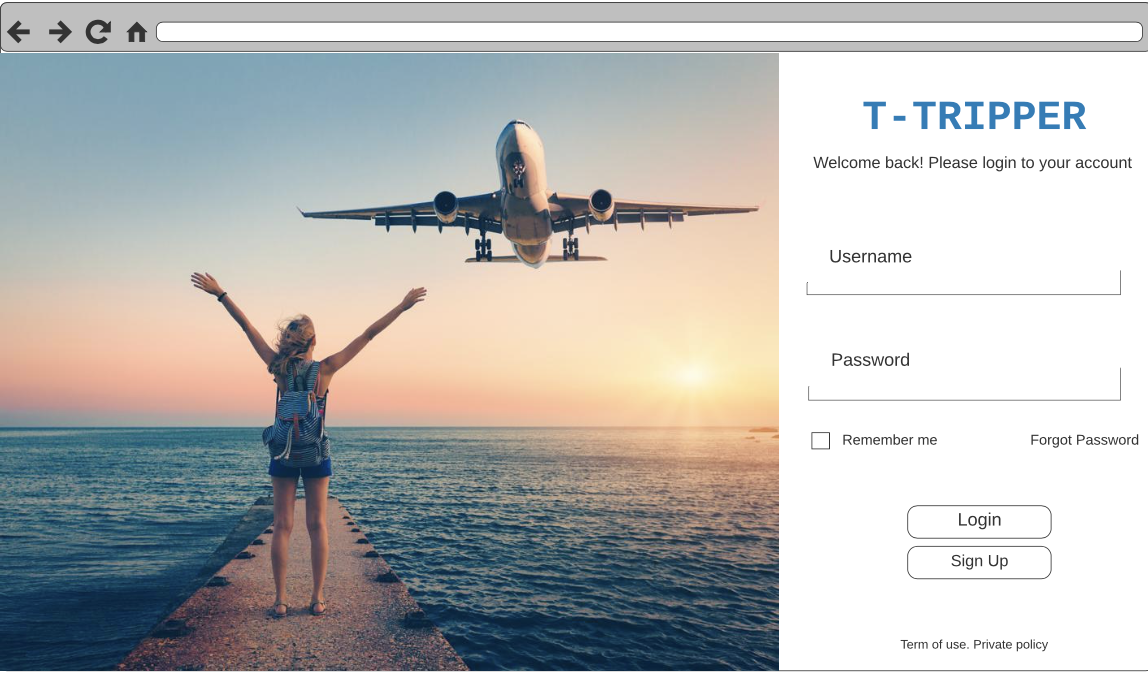 T-TRIPPER
Welcome back! Please login to your account
Username
Password
Remember me
Forgot Password
Login
Sign Up
Term of use. Private policy